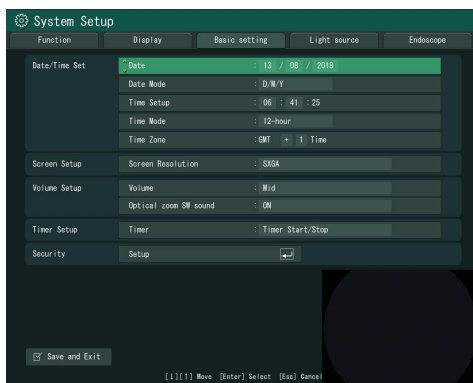 System Setup
Function Display Basic setting Light source Endoscope
Date/Time Set Date : 13 / 08 / 2018
Date Mode : D/M/Y
Time Setup : 06 : 41 : 25
Time Mode : 12-hour
Time Zone :GMT + 1 Time
Screen Setup Screen Resolution : SXGA
Volume Setup Volume : Mid
Optical zoom SW sound : ON
Timer Setup Timer : Timer Start/Stop
Security Setup
Save and Exit
[↓][↑] Move [Enter] Select [Esc] Cancel